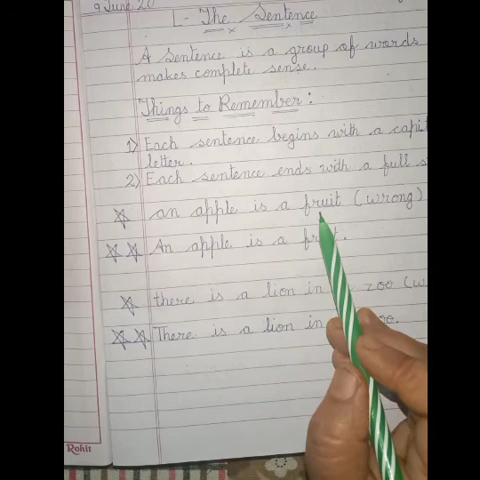 9 June 20
L- The Sentence
A sentence is a group of words
makes complete sense.
Things to Remember :
1) Each sentence begins with a capit
letter.
2) Each sentence ends with a full s
an apple is a fruit (wrong)
An apple is a fruit.
there is a lion in zoo (w
There is a lion in zoo.
Rohit